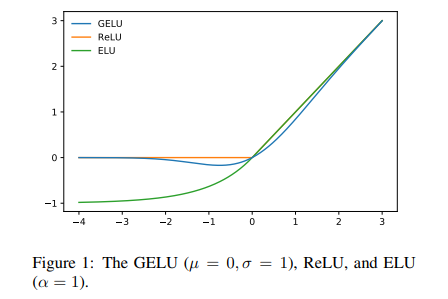 GELU
ReLU
ELU
3
2
1
0
−1
−4 −3 −2 −1 0 1 2 3
Figure 1: The GELU (μ = 0, σ = 1), ReLU, and ELU
(α = 1).